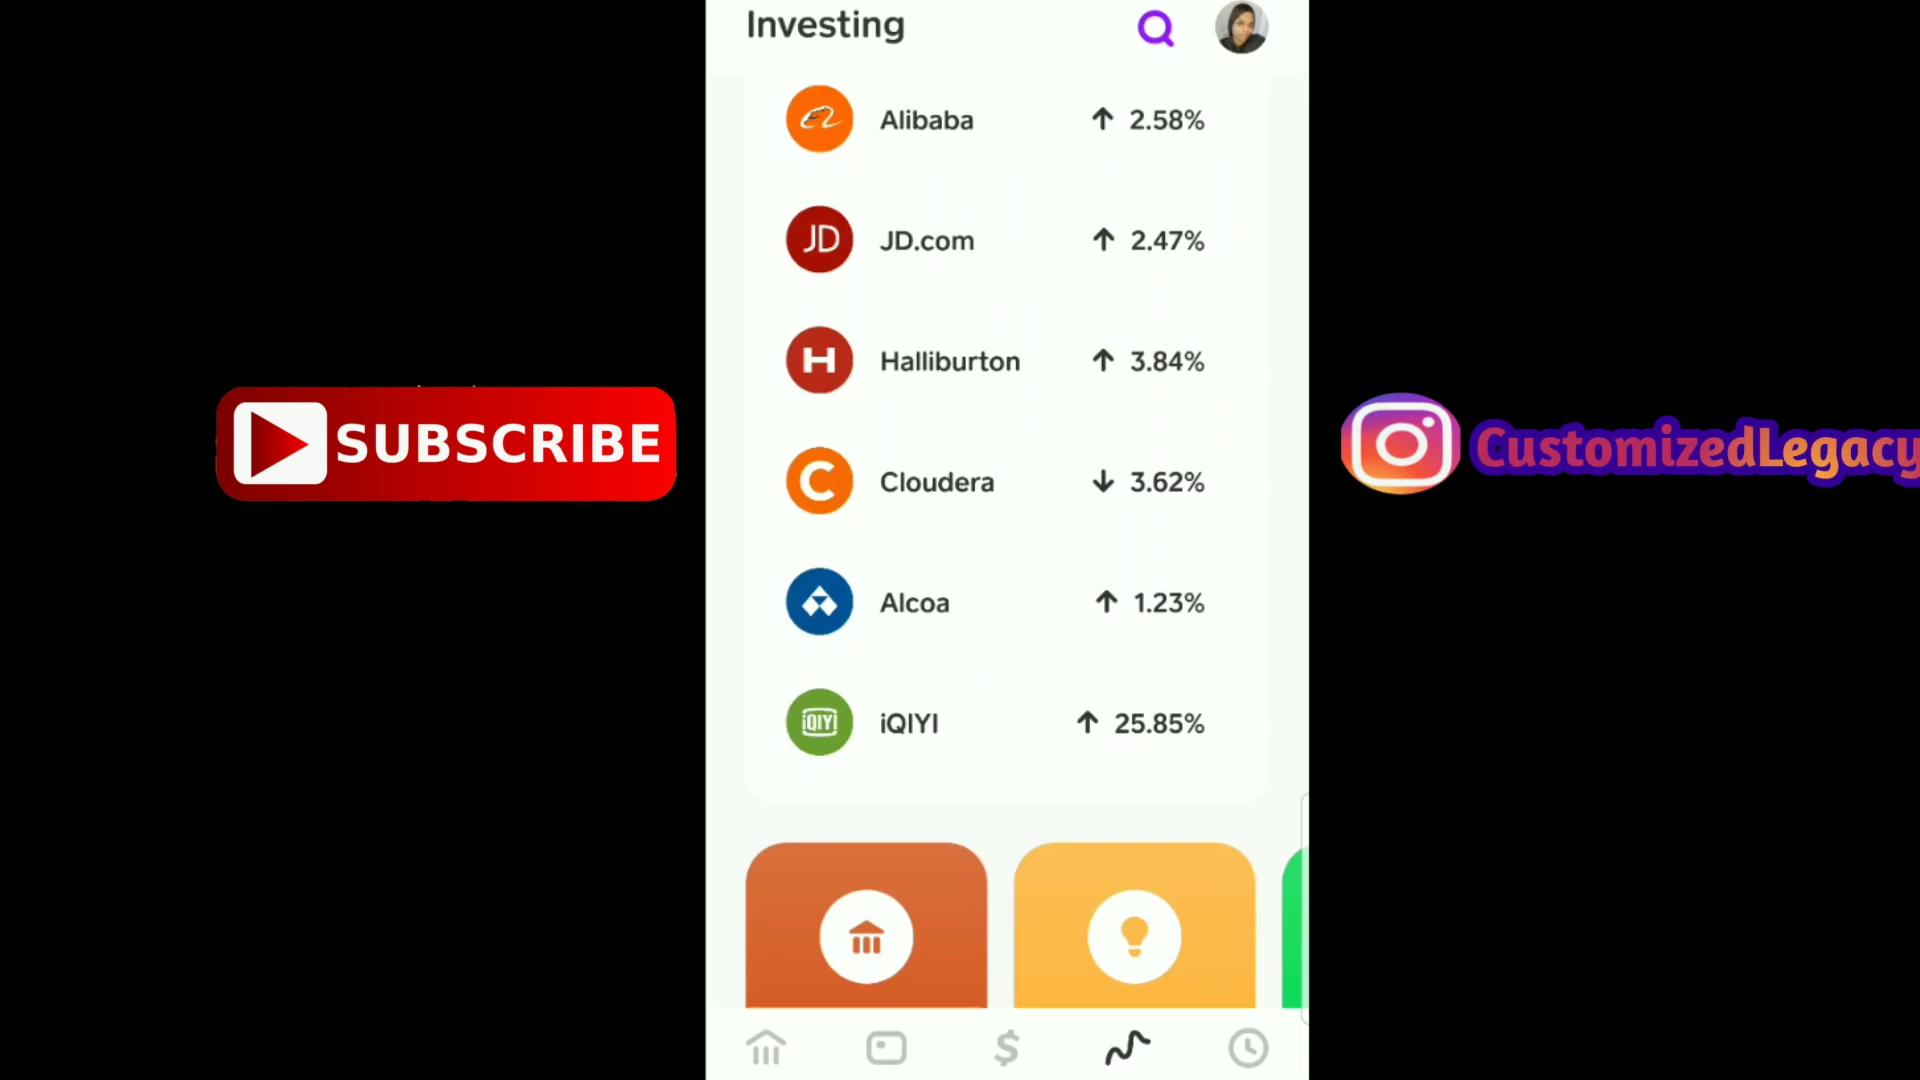 Investing
Alibaba ↑ 2.58%
JD JD.com ↑ 2.47%
H Halliburton ↑ 3.84%
C Cloudera ↓ 3.62%
Alcoa ↑ 1.23%
iQIYI iQIYI ↑ 25.85%
SUBSCRIBE
CustomizedLegacy
$